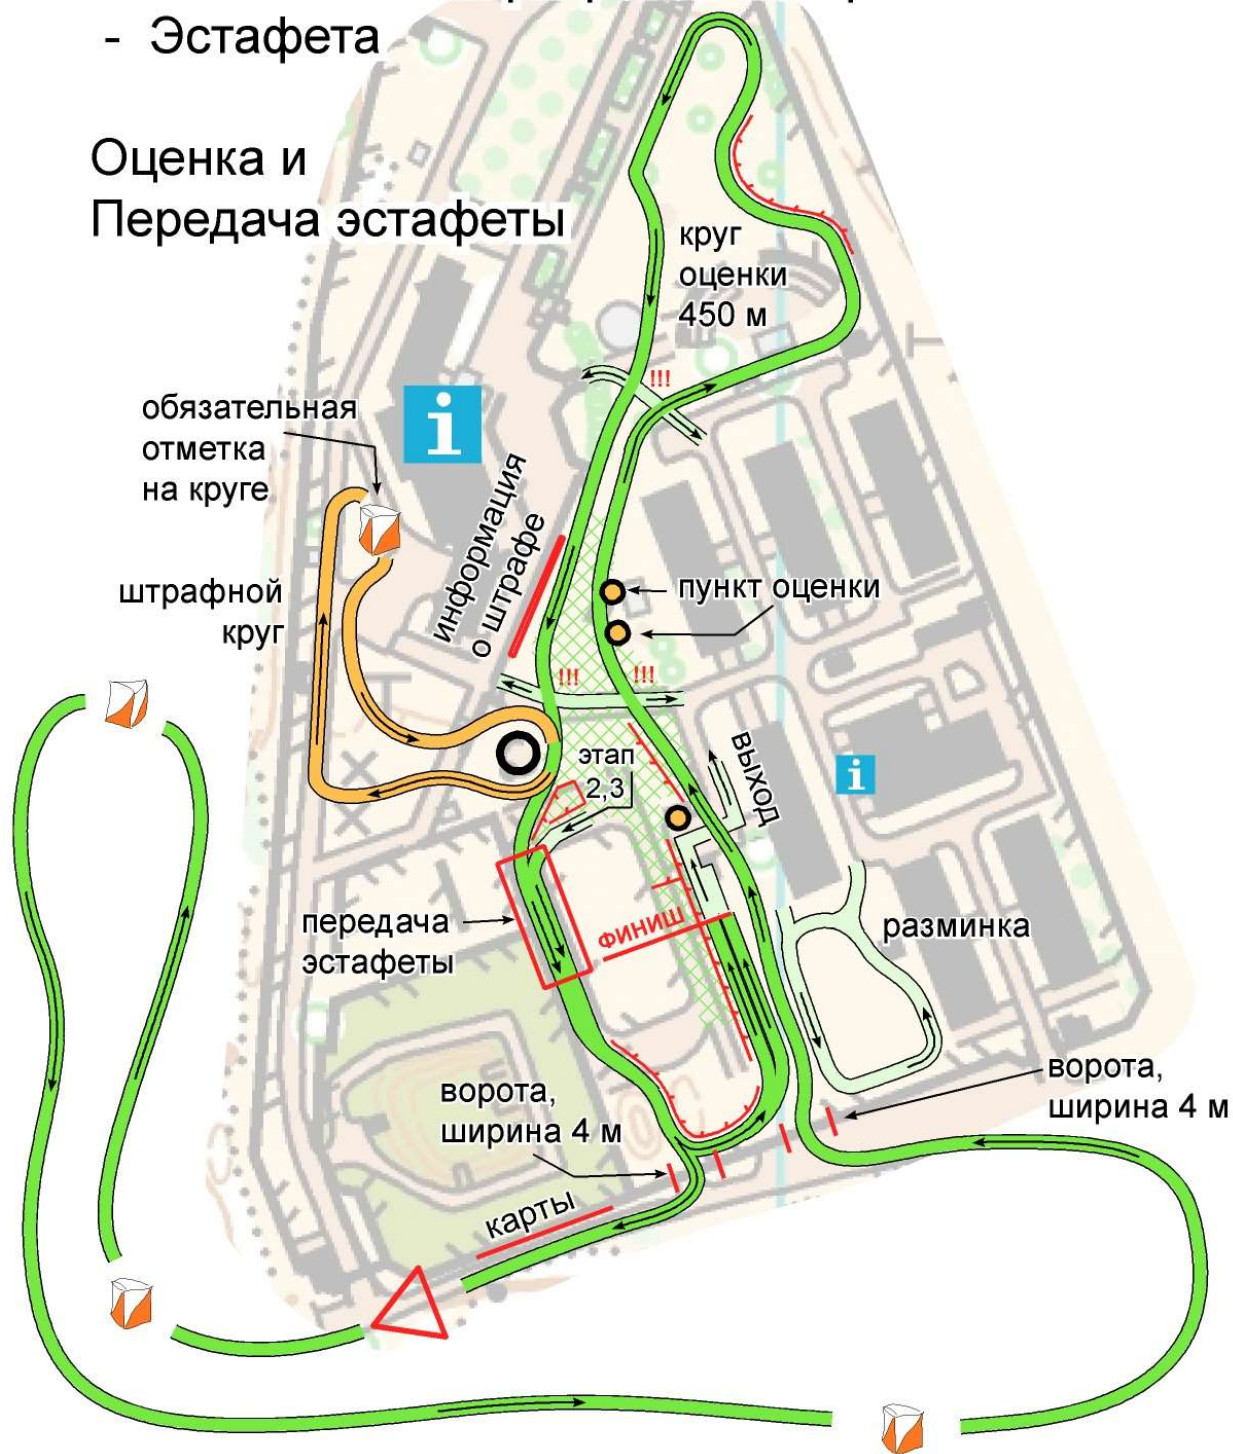 - Эстафета
Оценка и
Передача эстафеты
круг
оценки
450 м
!!!
обязательная
отметка
на круге
i
информация
о штрафе
штрафной
круг
пункт оценки
!!!
!!!
этап
2,3
выход
i
передача
эстафеты
ФИНИШ
разминка
ворота,
ширина 4 м
ворота,
ширина 4 м
карты